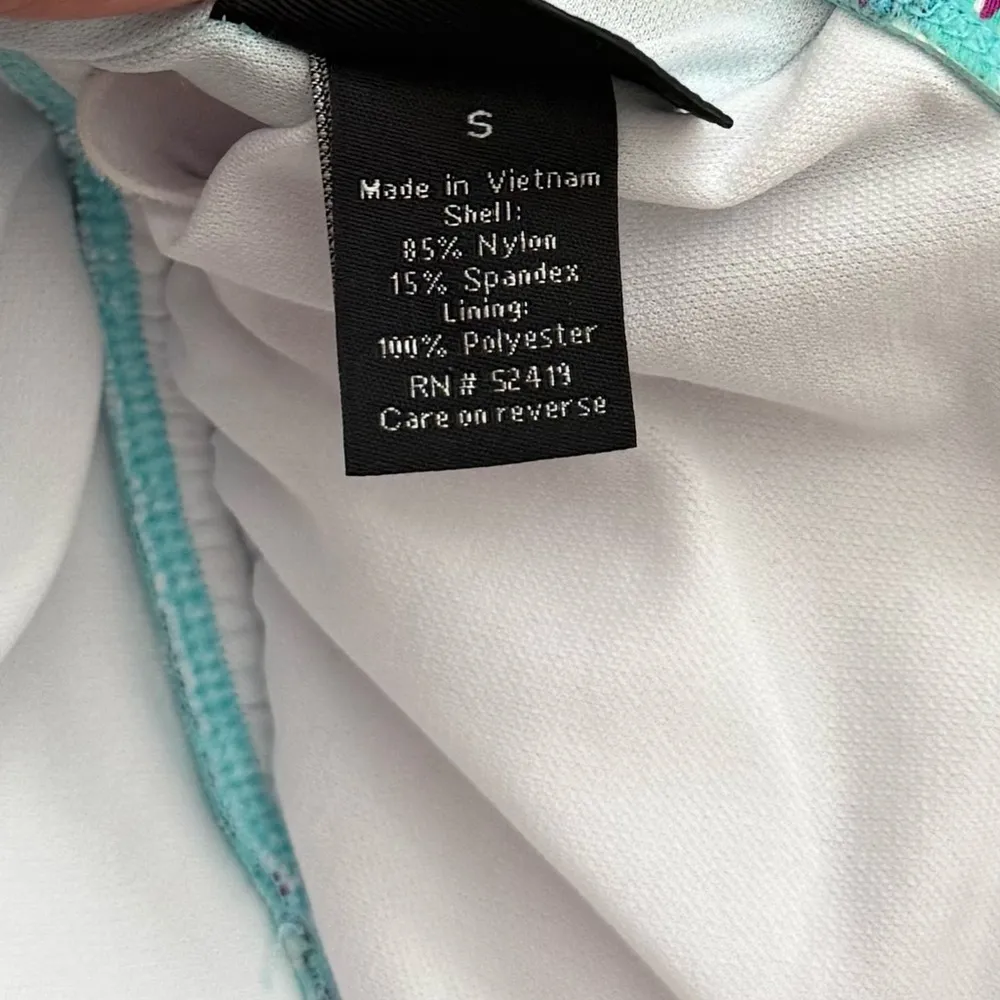 S
Made in Vietnam
Shell:
85% Nylon
15% Spandex
Lining:
100% Polyester
RN# 52419
Care on reverse